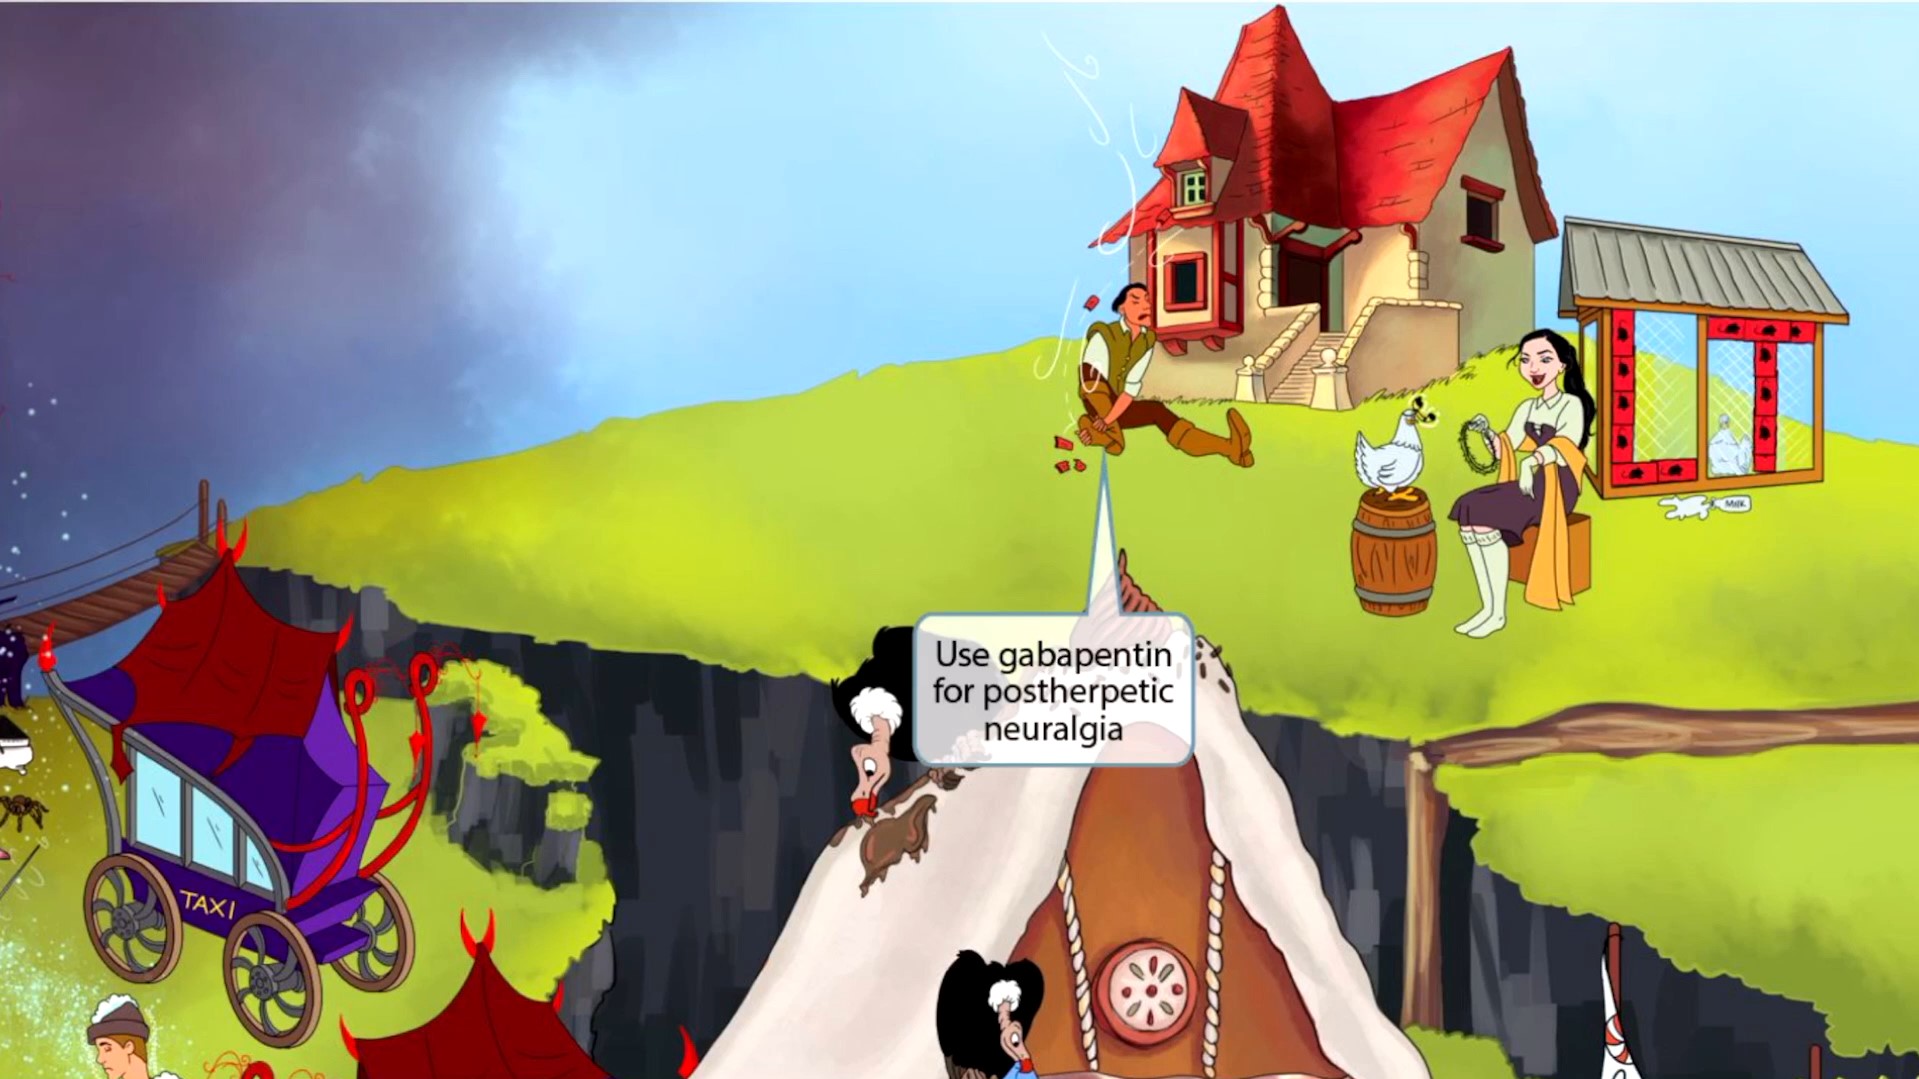 MILK
Use gabapentin
for postherpetic
neuralgia
TAXI